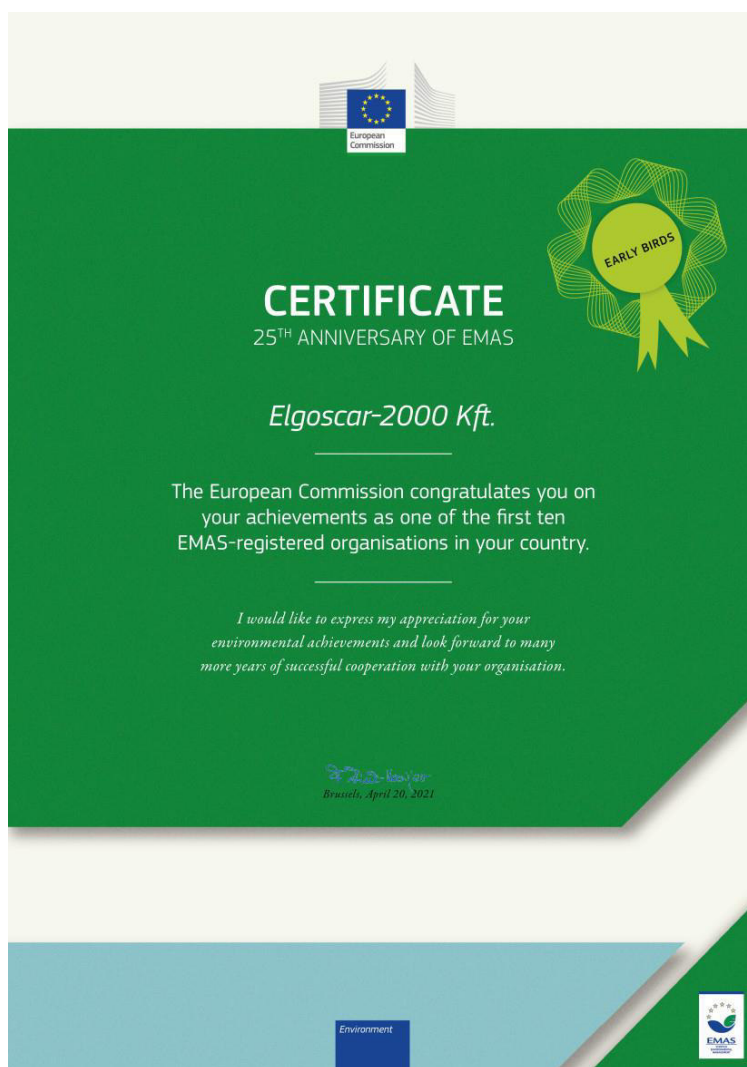 European
Commission
EARLY BIRDS
CERTIFICATE
25TH ANNIVERSARY OF EMAS
Elgoscar-2000 Kft.
The European Commission congratulates you on
your achievements as one of the first ten
EMAS-registered organisations in your country.
I would like to express my appreciation for your
environmental achievements and look forward to many
more years of successful cooperation with your organisation.
Brussels, April 20, 2021
Environment
EMAS